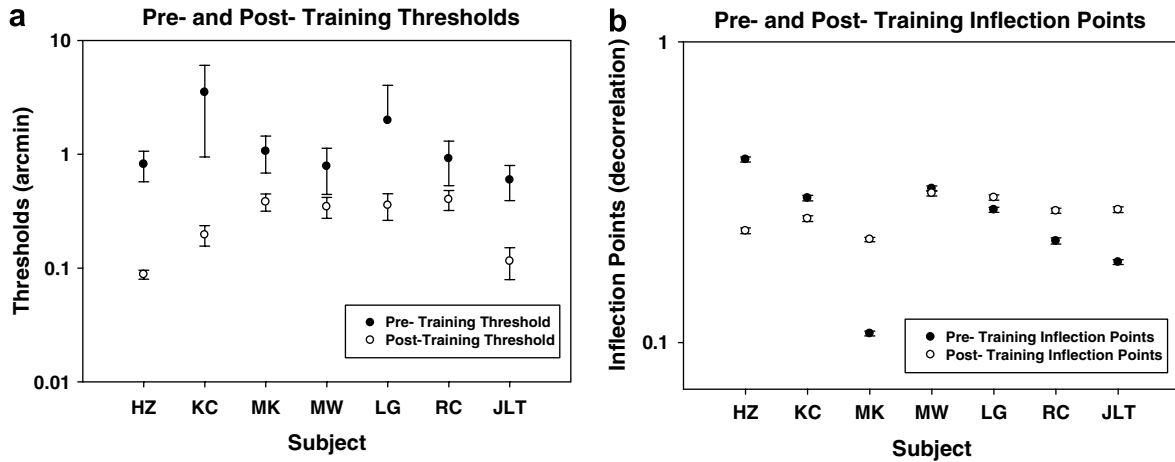 a
Pre- and Post- Training Thresholds
Thresholds (arcmin)
10
1
0.1
0.01
Pre- Training Threshold
Post-Training Threshold
HZ KC MK MW LG RC JLT
Subject
b
Pre- and Post- Training Inflection Points
Inflection Points (decorrelation)
1
0.1
Pre- Training Inflection Points
Post- Training Inflection Points
HZ KC MK MW LG RC JLT
Subject